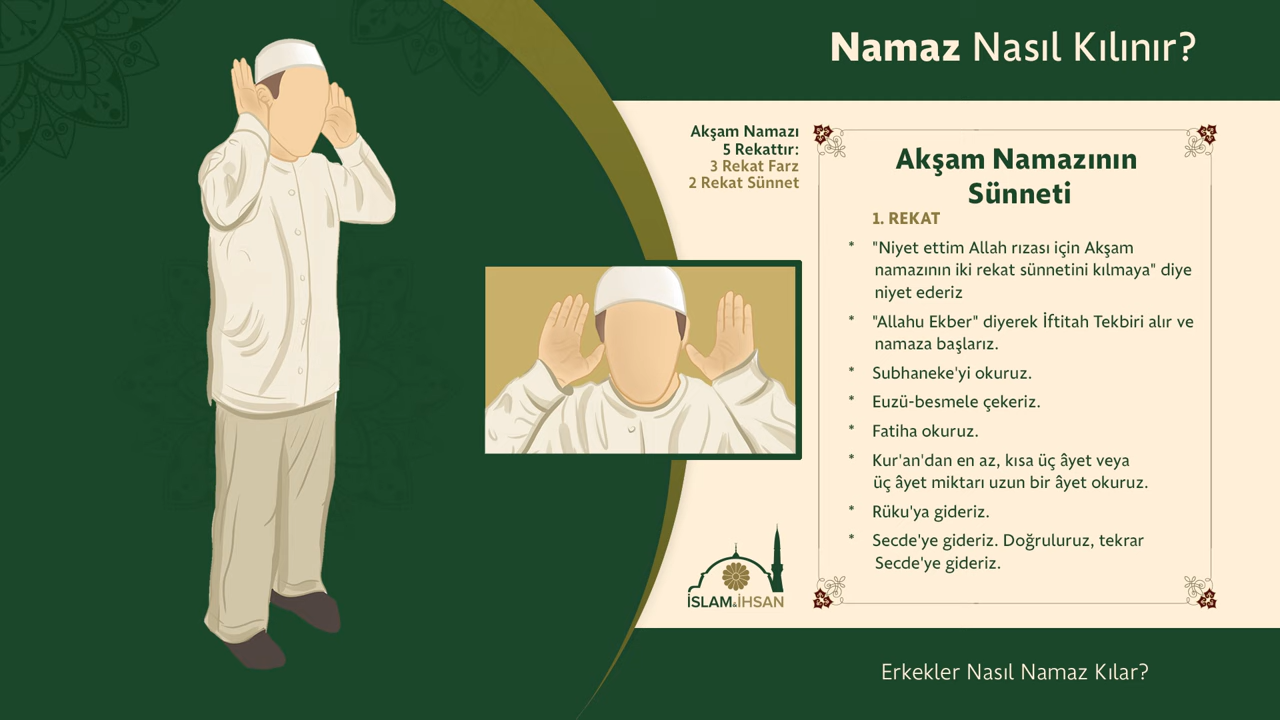 Namaz Nasıl Kılınır?
Akşam Namazı
5 Rekattır:
3 Rekat Farz
2 Rekat Sünnet
Akşam Namazının
Sünneti
1. REKAT
* "Niyet ettim Allah rızası için Akşam
namazının iki rekat sünnetini kılmaya" diye
niyet ederiz
* "Allahu Ekber" diyerek İftitah Tekbiri alır ve
namaza başlarız.
* Subhaneke'yi okuruz.
* Euzü-besmele çekeriz.
* Fatiha okuruz.
* Kur'an'dan en az, kısa üç âyet veya
üç âyet miktarı uzun bir âyet okuruz.
* Rüku'ya gideriz.
* Secde'ye gideriz. Doğruluruz, tekrar
Secde'ye gideriz.
İSLAM&İHSAN
Erkekler Nasıl Namaz Kılar?